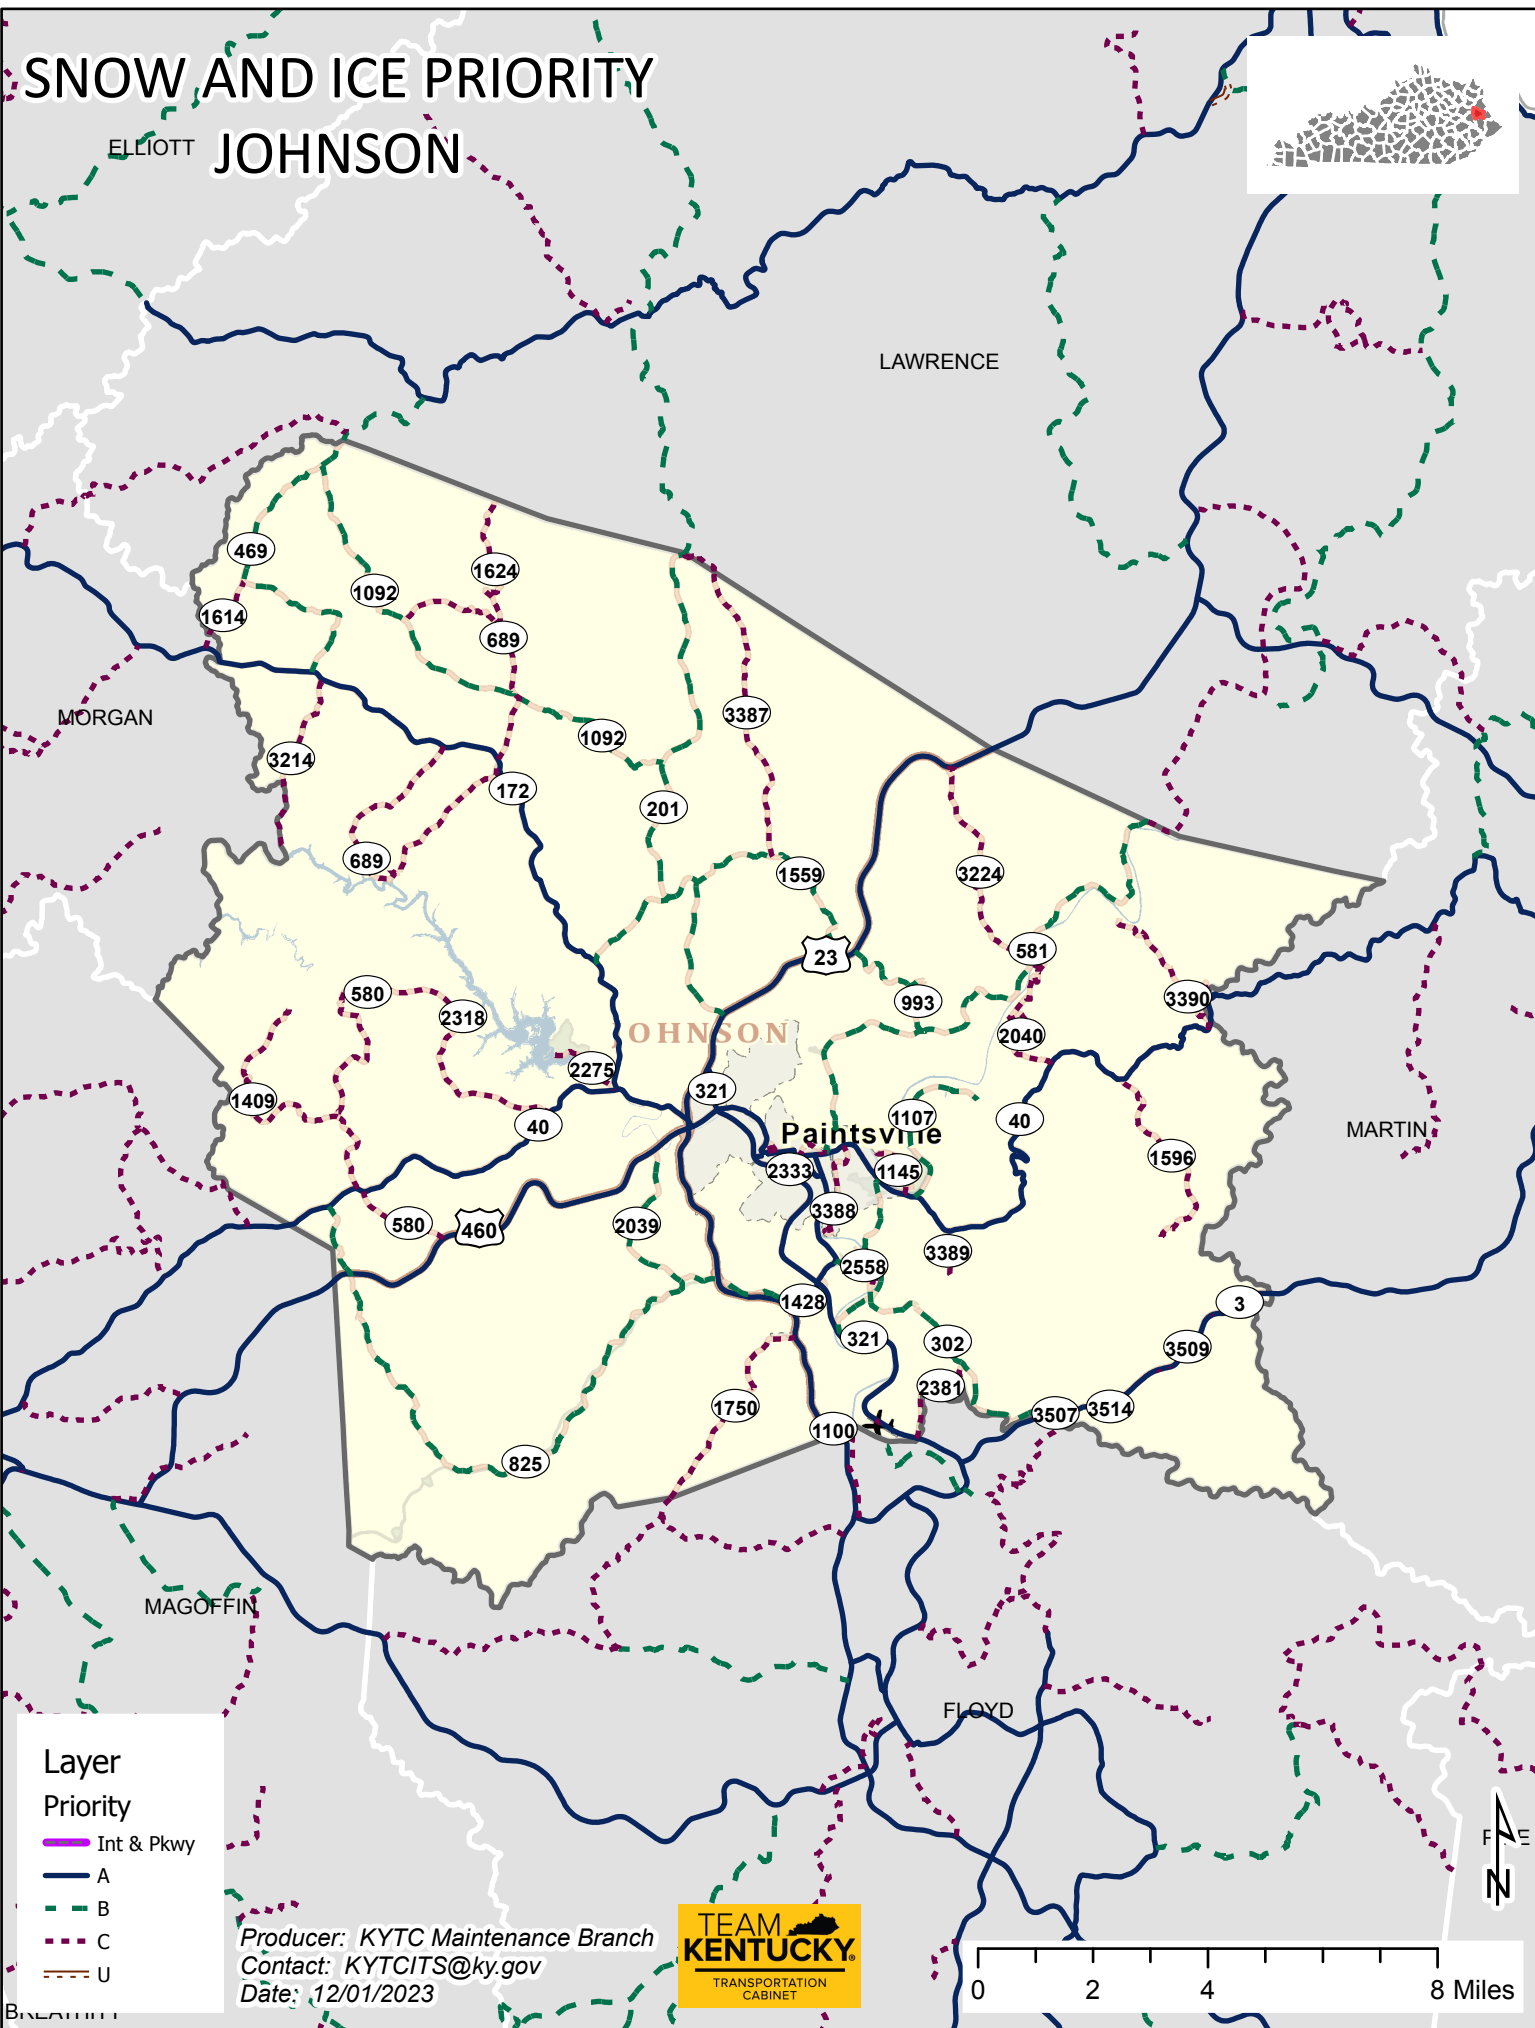 SNOW AND ICE PRIORITY
JOHNSON
ELLIOTT
LAWRENCE
469
1624
1092
1614
689
MORGAN
3387
1092
3214
172
201
689
1559
3224
581
23
580
993
3390
2318
2040
OHNSON
2275
321
1409
1107
40
40
Paintsville
MARTIN
1596
2333
1145
3388
580
460
2039
3389
2558
1428
3
321
302
3509
2381
1750
3507
3514
1100
825
MAGOFFIN
FLOYD
Layer
Priority
Int & Pkwy
A
B
C
U
N
Producer: KYTC Maintenance Branch
Contact: KYTCITS@ky.gov
Date: 12/01/2023
TEAM
KENTUCKY®
TRANSPORTATION
CABINET
0 2 4 8 Miles